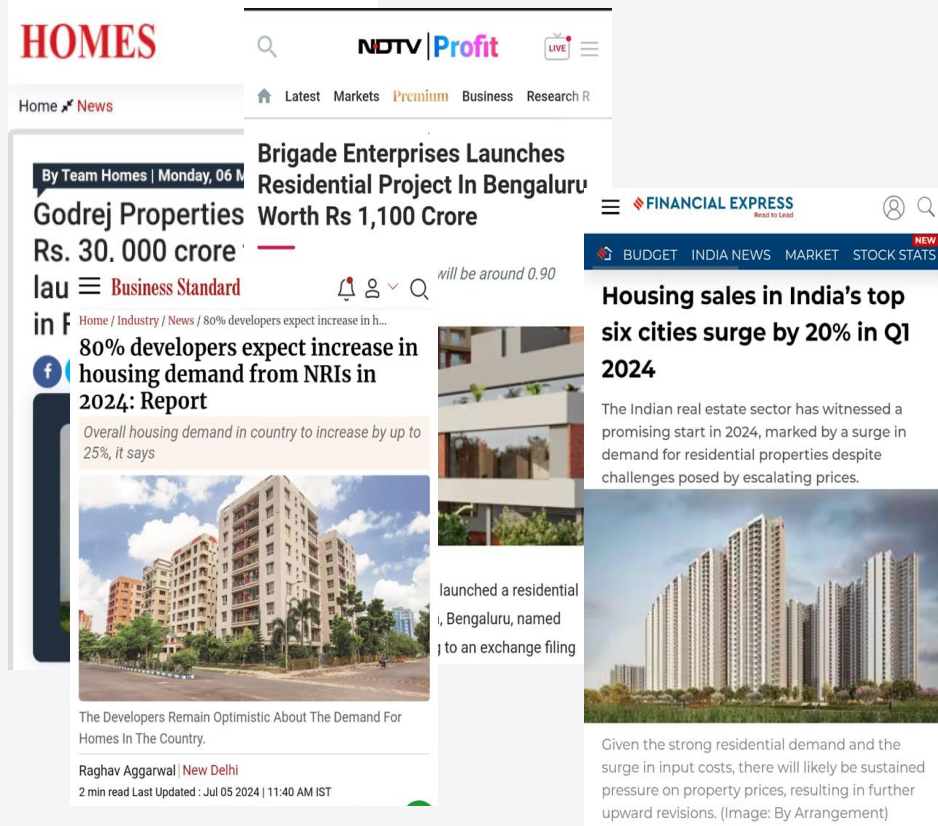 HOMES
Home News
By Team Homes | Monday, 06 M
Godrej Properties
Rs. 30, 000 crore
lau
in F
f
NDTV Profit
LIVE
Latest Markets Premium Business Research R
Brigade Enterprises Launches
Residential Project In Bengaluru
Worth Rs 1,100 Crore
will be around 0.90
launched a residential
, Bengaluru, named
g to an exchange filing
Business Standard
Home / Industry / News / 80% developers expect increase in h...
80% developers expect increase in
housing demand from NRIs in
2024: Report
Overall housing demand in country to increase by up to
25%, it says
The Developers Remain Optimistic About The Demand For
Homes In The Country.
Raghav Aggarwal | New Delhi
2 min read Last Updated : Jul 05 2024 | 11:40 AM IST
FINANCIAL EXPRESS
Read to Lead
NEW
BUDGET INDIA NEWS MARKET STOCK STATS
Housing sales in India's top
six cities surge by 20% in Q1
2024
The Indian real estate sector has witnessed a
promising start in 2024, marked by a surge in
demand for residential properties despite
challenges posed by escalating prices.
Given the strong residential demand and the
surge in input costs, there will likely be sustained
pressure on property prices, resulting in further
upward revisions. (Image: By Arrangement)